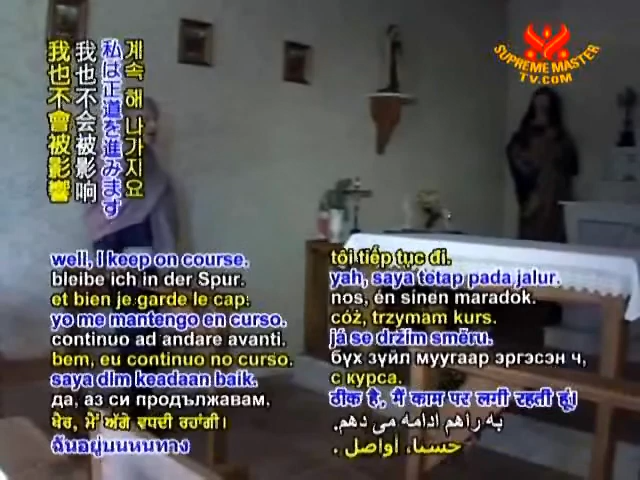 我也不會被影響
我也不会被影响
私は正道を進みます
계속 해 나가지요
SUPREME MASTER
TV.COM
well, I keep on course.
bleibe ich in der Spur.
et bien je garde le cap.
yo me mantengo en curso.
continuo ad andare avanti.
bem, eu continuo no curso.
saya dlm keadaan baik.
да, аз си продължавам.
ਖੈਰ, ਮੈਂ ਅੱਗੇ ਵਧਦੀ ਰਹਾਂਗੀ।
ฉันอยู่บนหนทาง
tôi tiếp tục đi.
yah, saya tetap pada jalur.
nos, én sínen maradok.
cóż, trzymam kurs.
já se držím směru.
бүх зүйл муугаар эргэсэн ч,
с курса.
ठीक है, मैं काम पर लगी रहती हूं।
به راهم ادامه می دهم.
حسنا، أواصل.